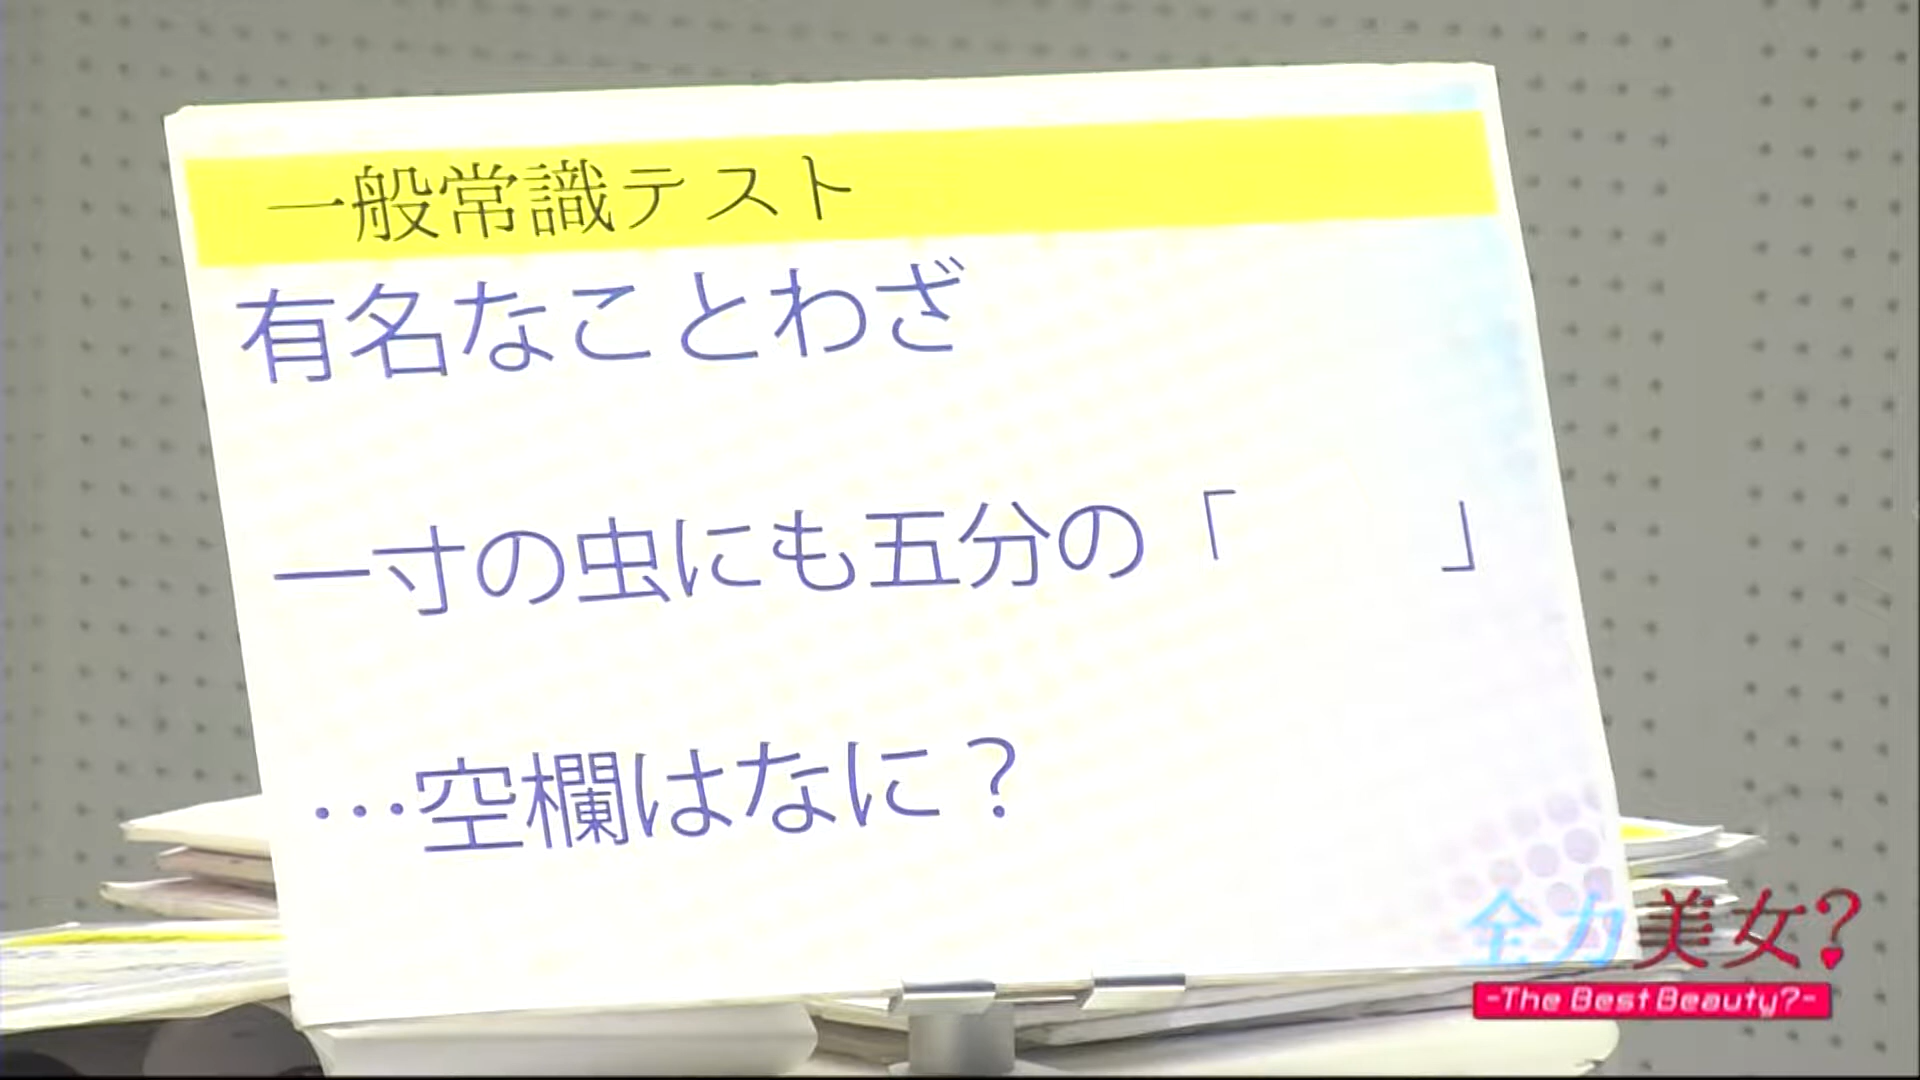 一般常識テスト
有名なことわざ
一寸の虫にも五分の「　　」
…空欄はなに？
全力美女?
-The Best Beauty?-